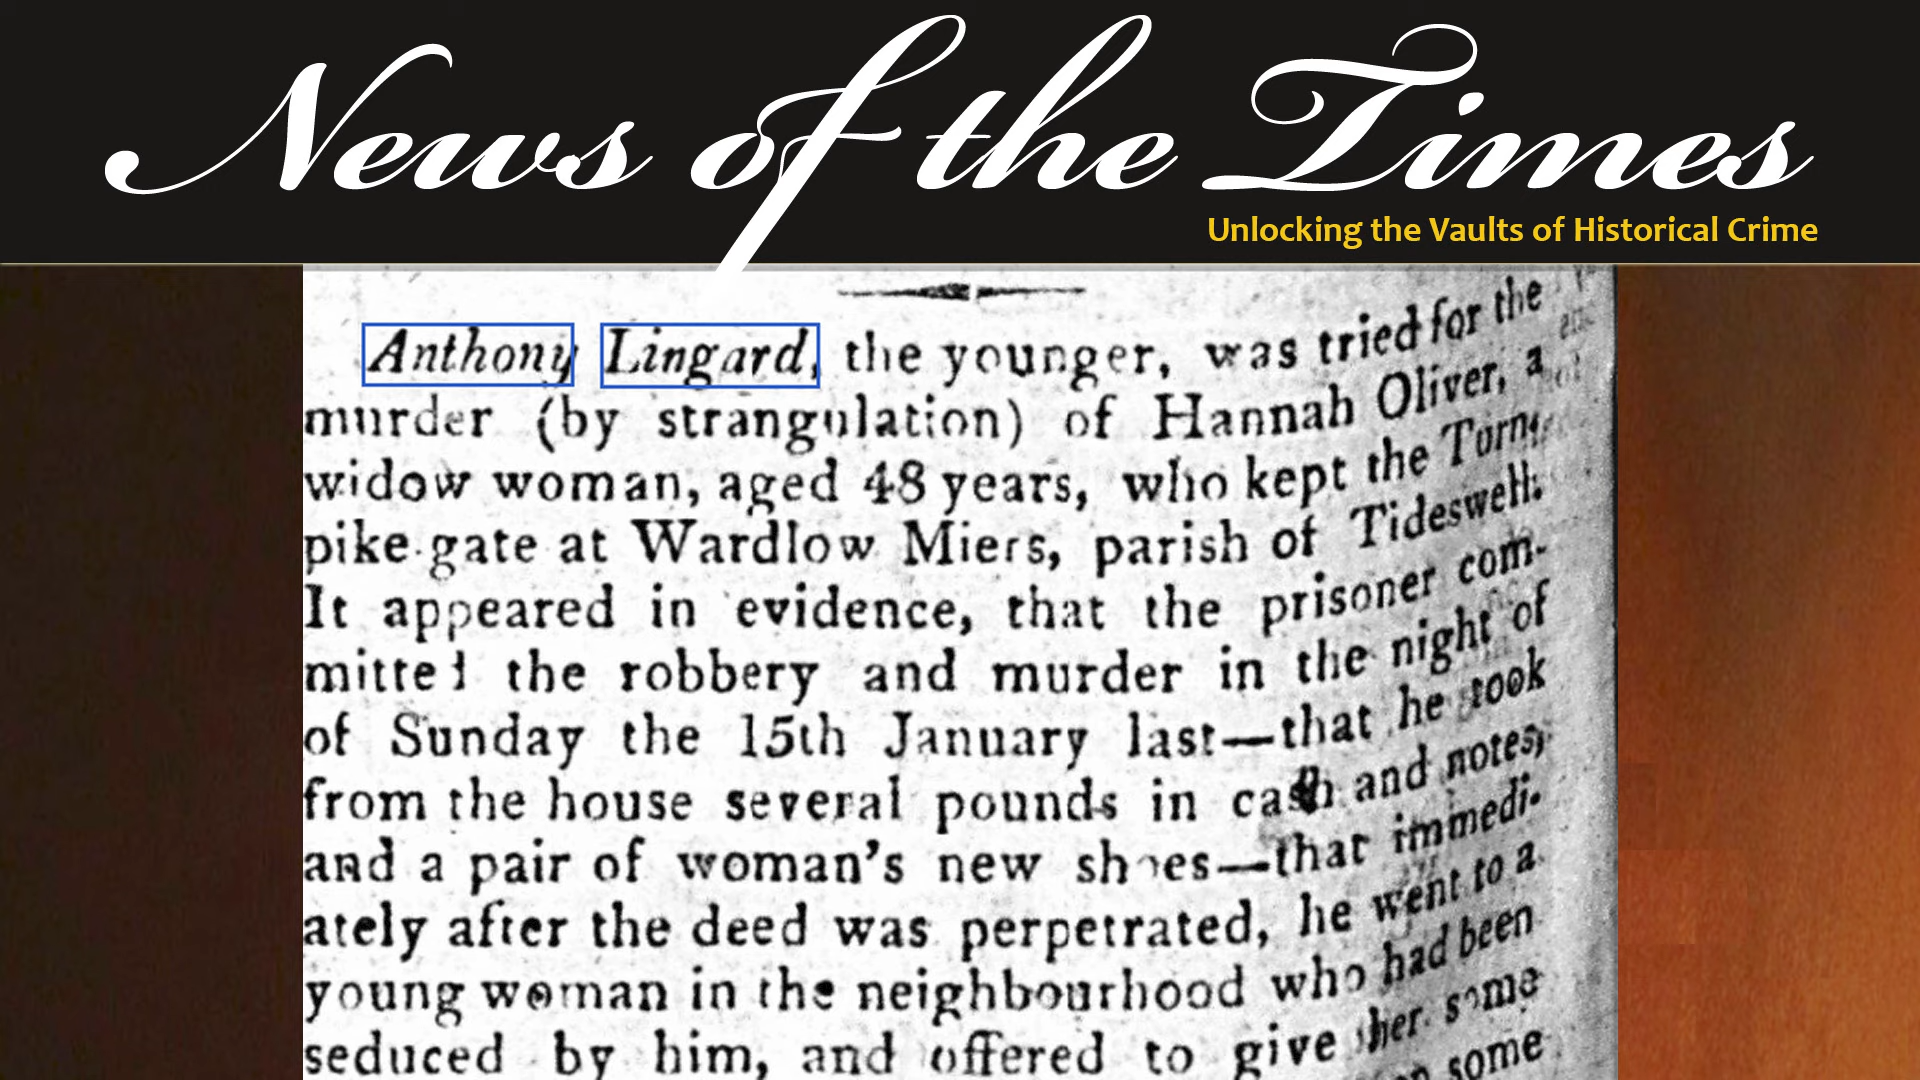 News of the Times
Unlocking the Vaults of Historical Crime
Anthony Lingard, the younger, was tried for the
murder (by strangulation) of Hannah Oliver, a
widow woman, aged 48 years, who kept the Turn-
pike-gate at Wardlow Miers, parish of Tideswell.
It appeared in evidence, that the prisoner com-
mitted the robbery and murder in the night of
of Sunday the 15th January last—that he took
from the house several pounds in cash and notes,
and a pair of woman's new shoes—that immedi-
ately after the deed was perpetrated, he went to a
young woman in the neighbourhood who had been
seduced by him, and offered to give her some
some